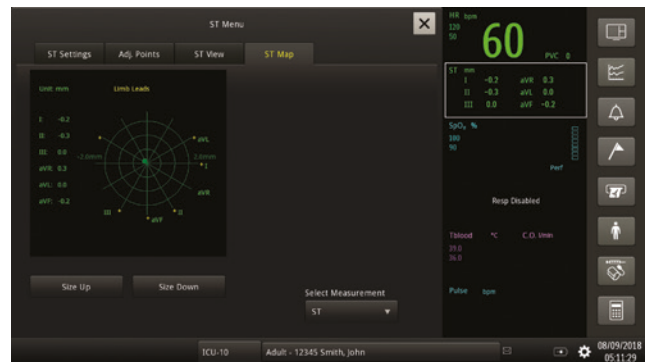 ST Menu
ST Settings Adj. Points ST View ST Map
Unit: mm Limb Leads
I -0.2
II -0.3
III 0.0
aVR 0.3
aVL: 0.0
aVF: -0.2
-2.0mm 2.0mm
aVL
I
aVR
II
aVF
III
Size Up Size Down
Select Measurement
ST
HR bpm
120
50
60
PVC 0
ST mm
I -0.2 aVR 0.3
II -0.3 aVL 0.0
III 0.0 aVF -0.2
SpO₂ %
100
90
Perf
Resp Disabled
Tblood °C C.O. l/min
39.0
36.0
Pulse bpm
ICU-10 Adult - 12345 Smith, John
08/09/2018
05:11:29